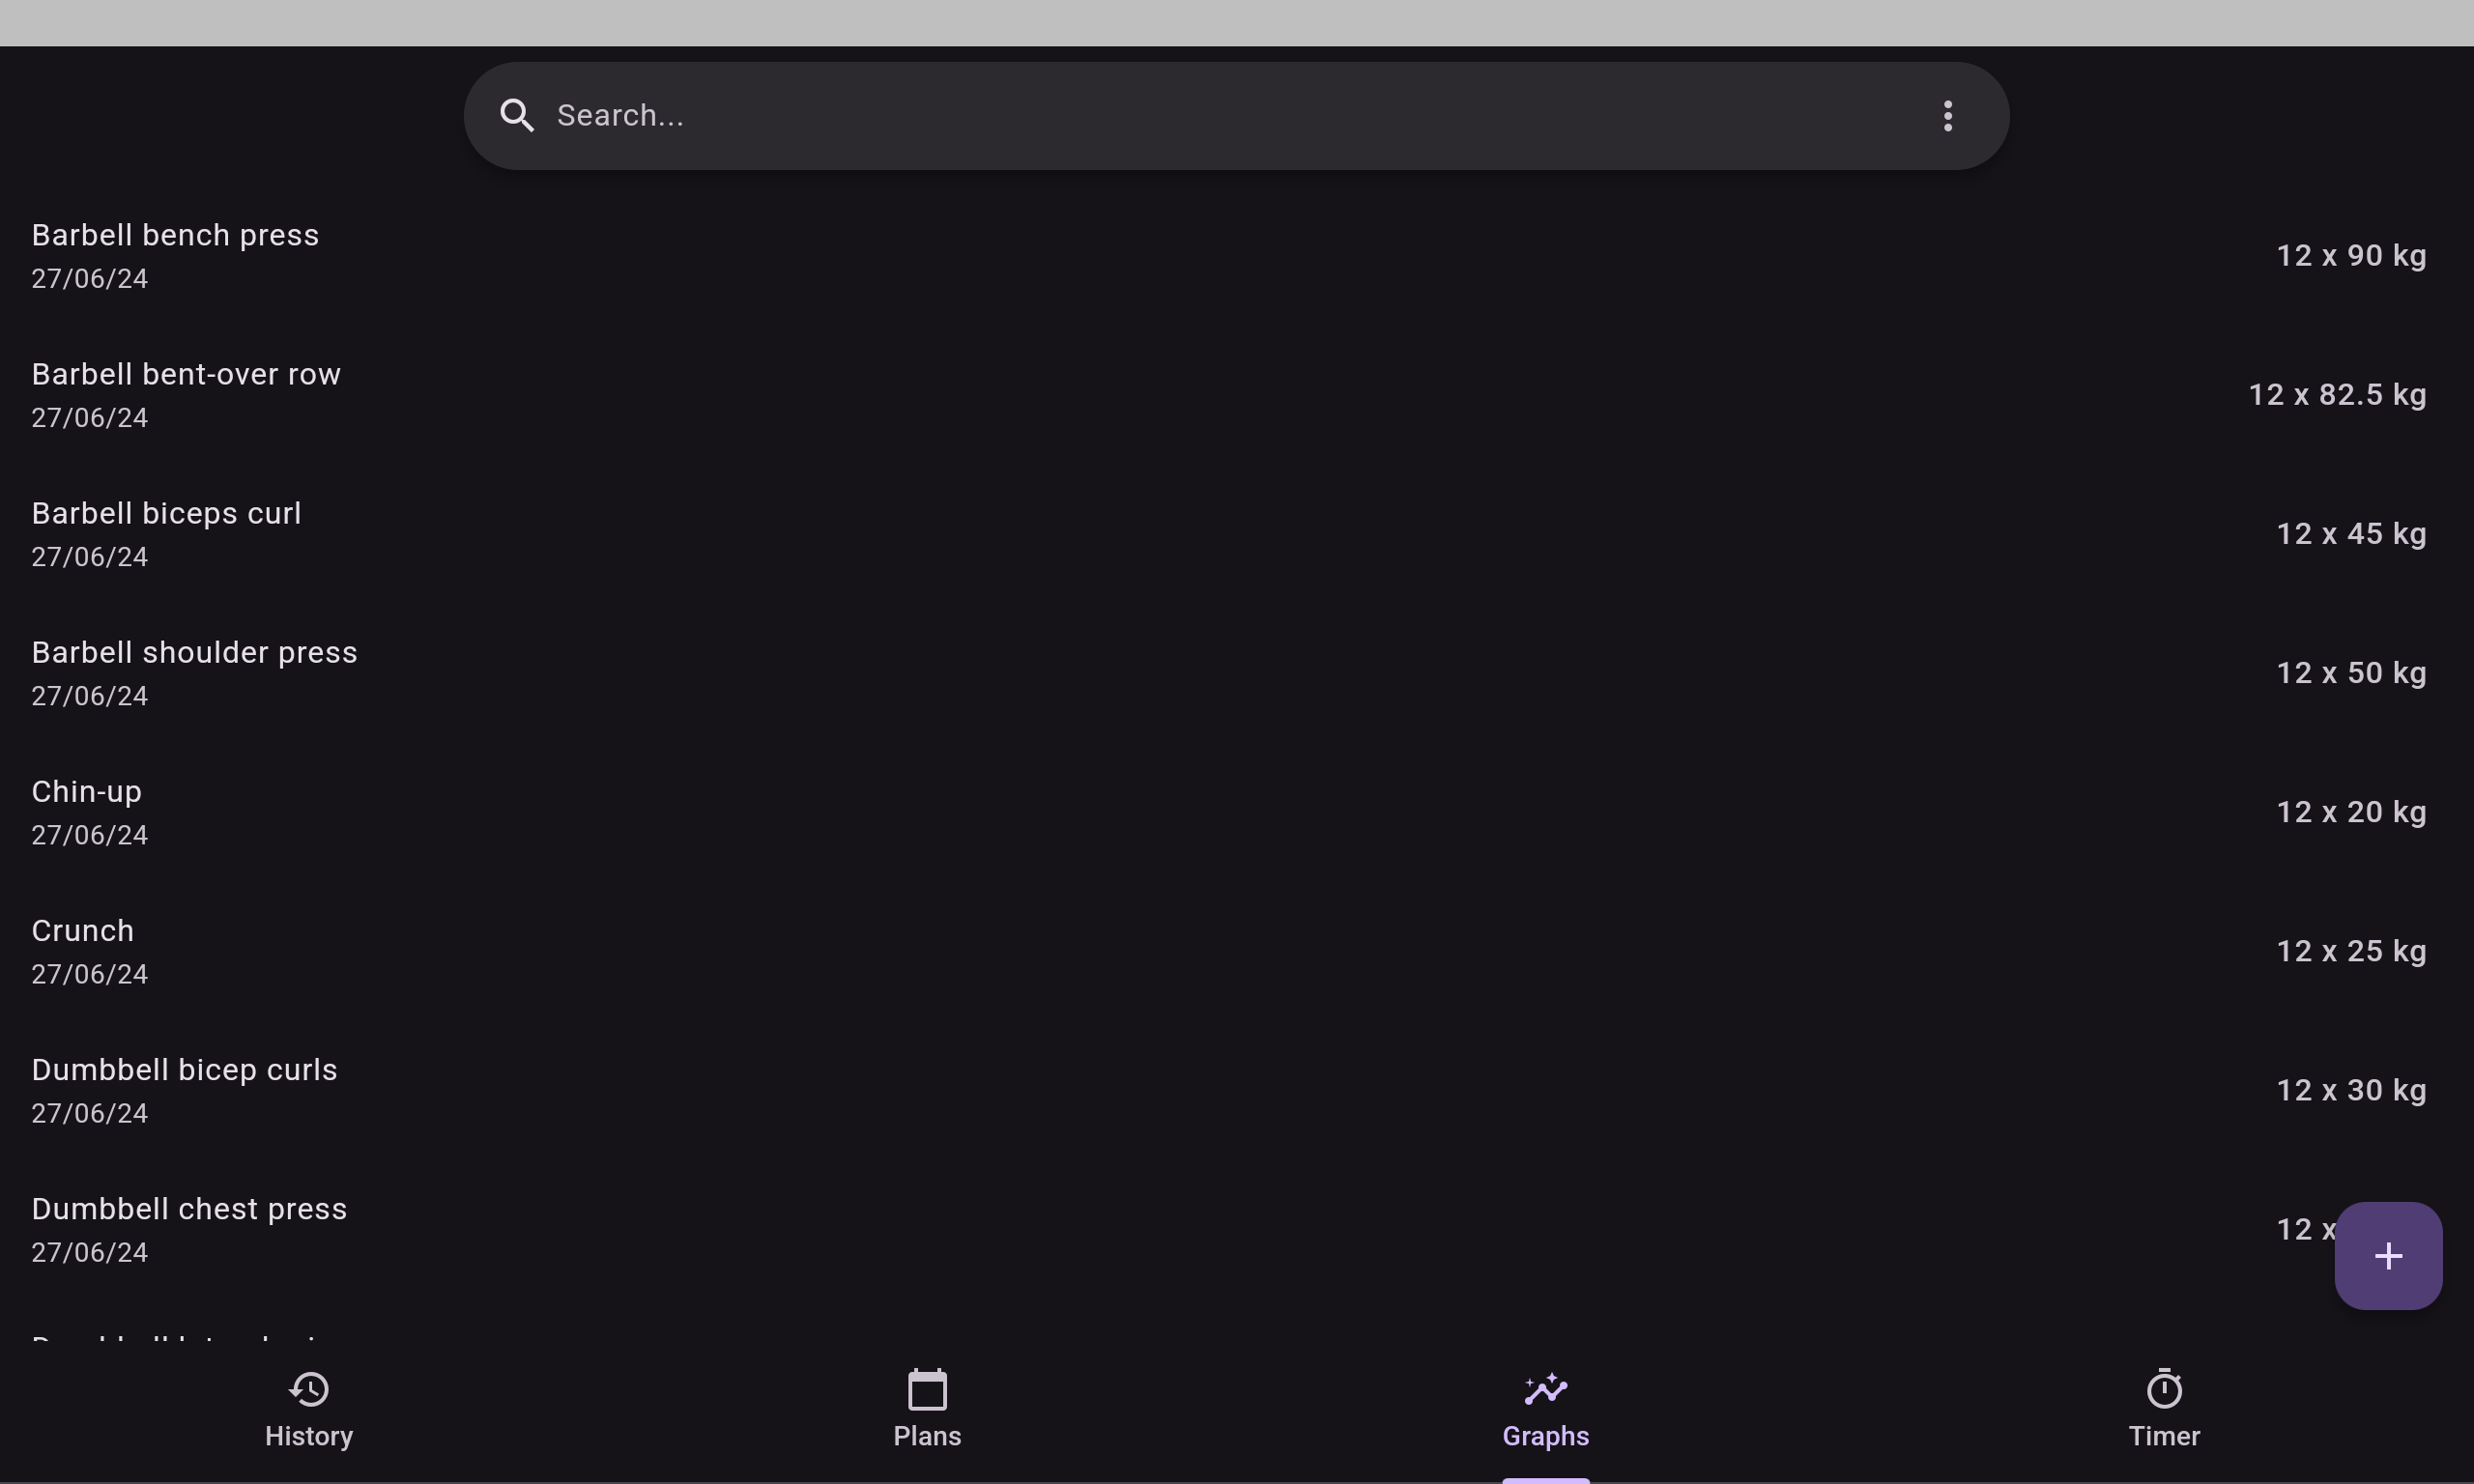 Search...
Barbell bench press
27/06/24
12 x 90 kg
Barbell bent-over row
27/06/24
12 x 82.5 kg
Barbell biceps curl
27/06/24
12 x 45 kg
Barbell shoulder press
27/06/24
12 x 50 kg
Chin-up
27/06/24
12 x 20 kg
Crunch
27/06/24
12 x 25 kg
Dumbbell bicep curls
27/06/24
12 x 30 kg
Dumbbell chest press
27/06/24
12 x
History
Plans
Graphs
Timer